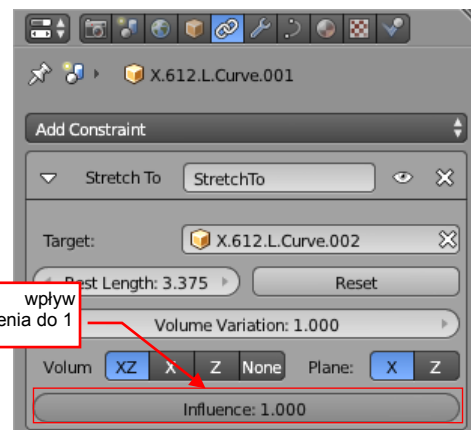 X.612.L.Curve.001
Add Constraint
Stretch To StretchTo
Target: X.612.L.Curve.002
Rest Length: 3.375 Reset
wpływ
do 1
Volume Variation: 1.000
Volum XZ X Z None Plane: X Z
Influence: 1.000